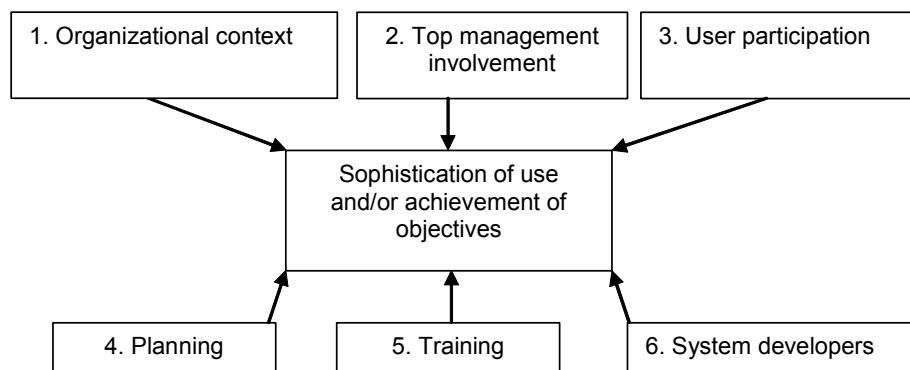 1. Organizational context
2. Top management
involvement
3. User participation
Sophistication of use
and/or achievement of
objectives
4. Planning
5. Training
6. System developers